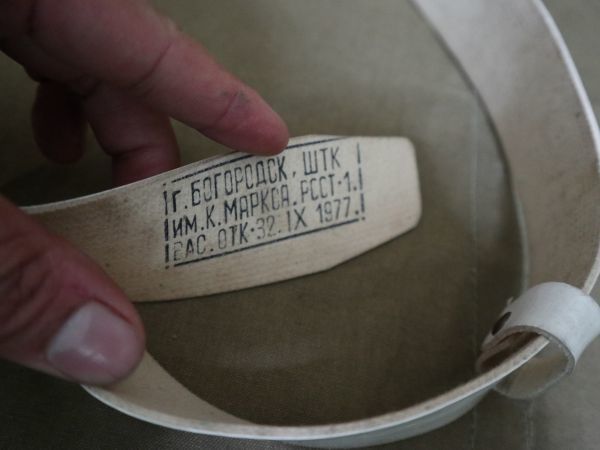 г. БОГОРОДСК, ШТК
ИМ. К. МАРКСА. РССТ·1.
ВАС. ОТК·32. IX 1977.